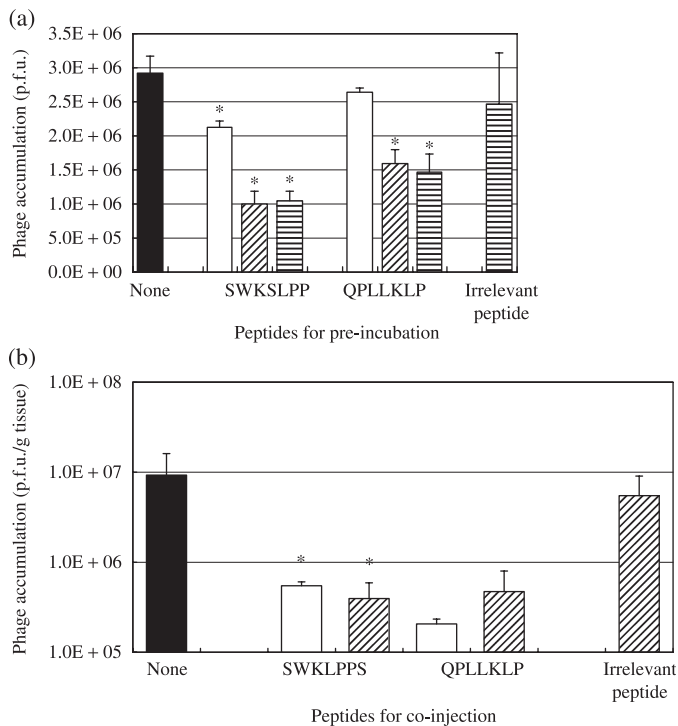 (a)
Phage accumulation (p.f.u.)
3.5E + 06
3.0E + 06
2.5E + 06
2.0E + 06
1.5E + 06
1.0E + 06
5.0E + 05
0.0E + 00
*
* *
* *
None SWKSLPP QPLLKLP Irrelevant
peptide
Peptides for pre-incubation
(b)
Phage accumulation (p.f.u./g tissue)
1.0E + 08
1.0E + 07
1.0E + 06
1.0E + 05
* *
None SWKLPPS QPLLKLP Irrelevant
peptide
Peptides for co-injection